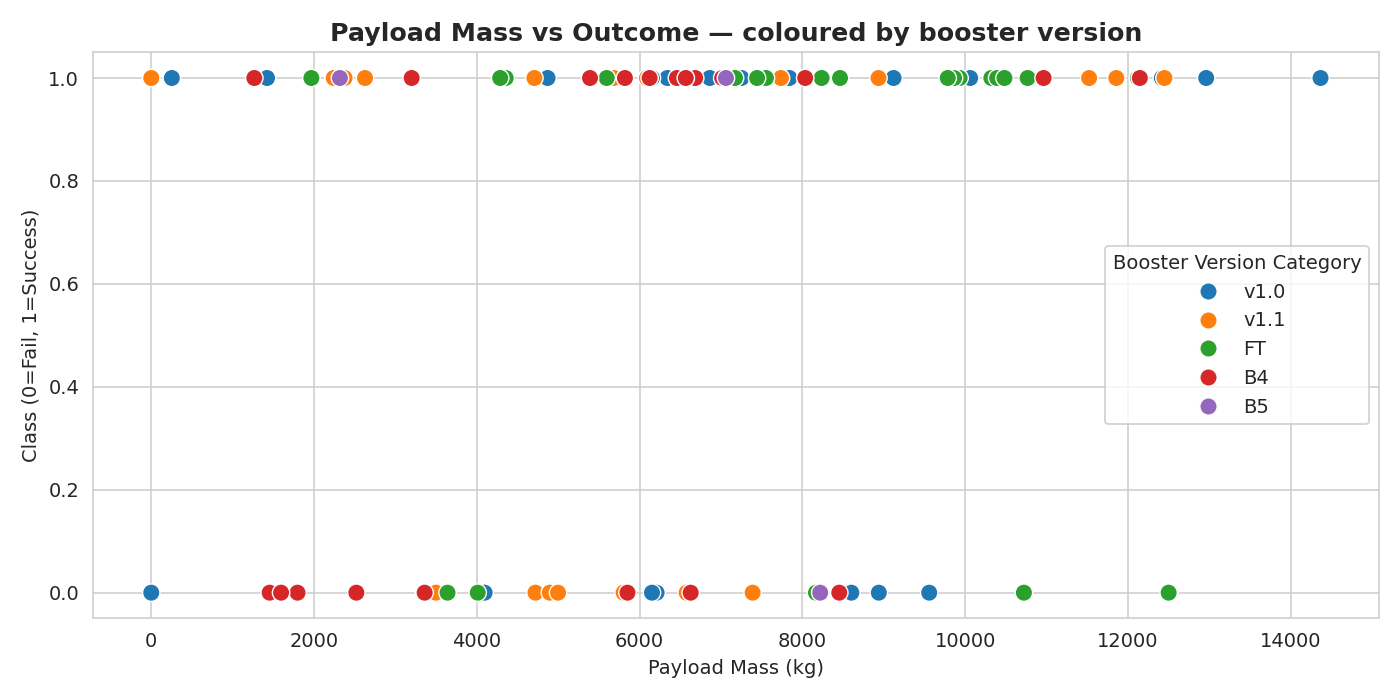 Payload Mass vs Outcome — coloured by booster version
Class (0=Fail, 1=Success)
1.0
0.8
0.6
0.4
0.2
0.0
Booster Version Category
v1.0
v1.1
FT
B4
B5
0 2000 4000 6000 8000 10000 12000 14000
Payload Mass (kg)